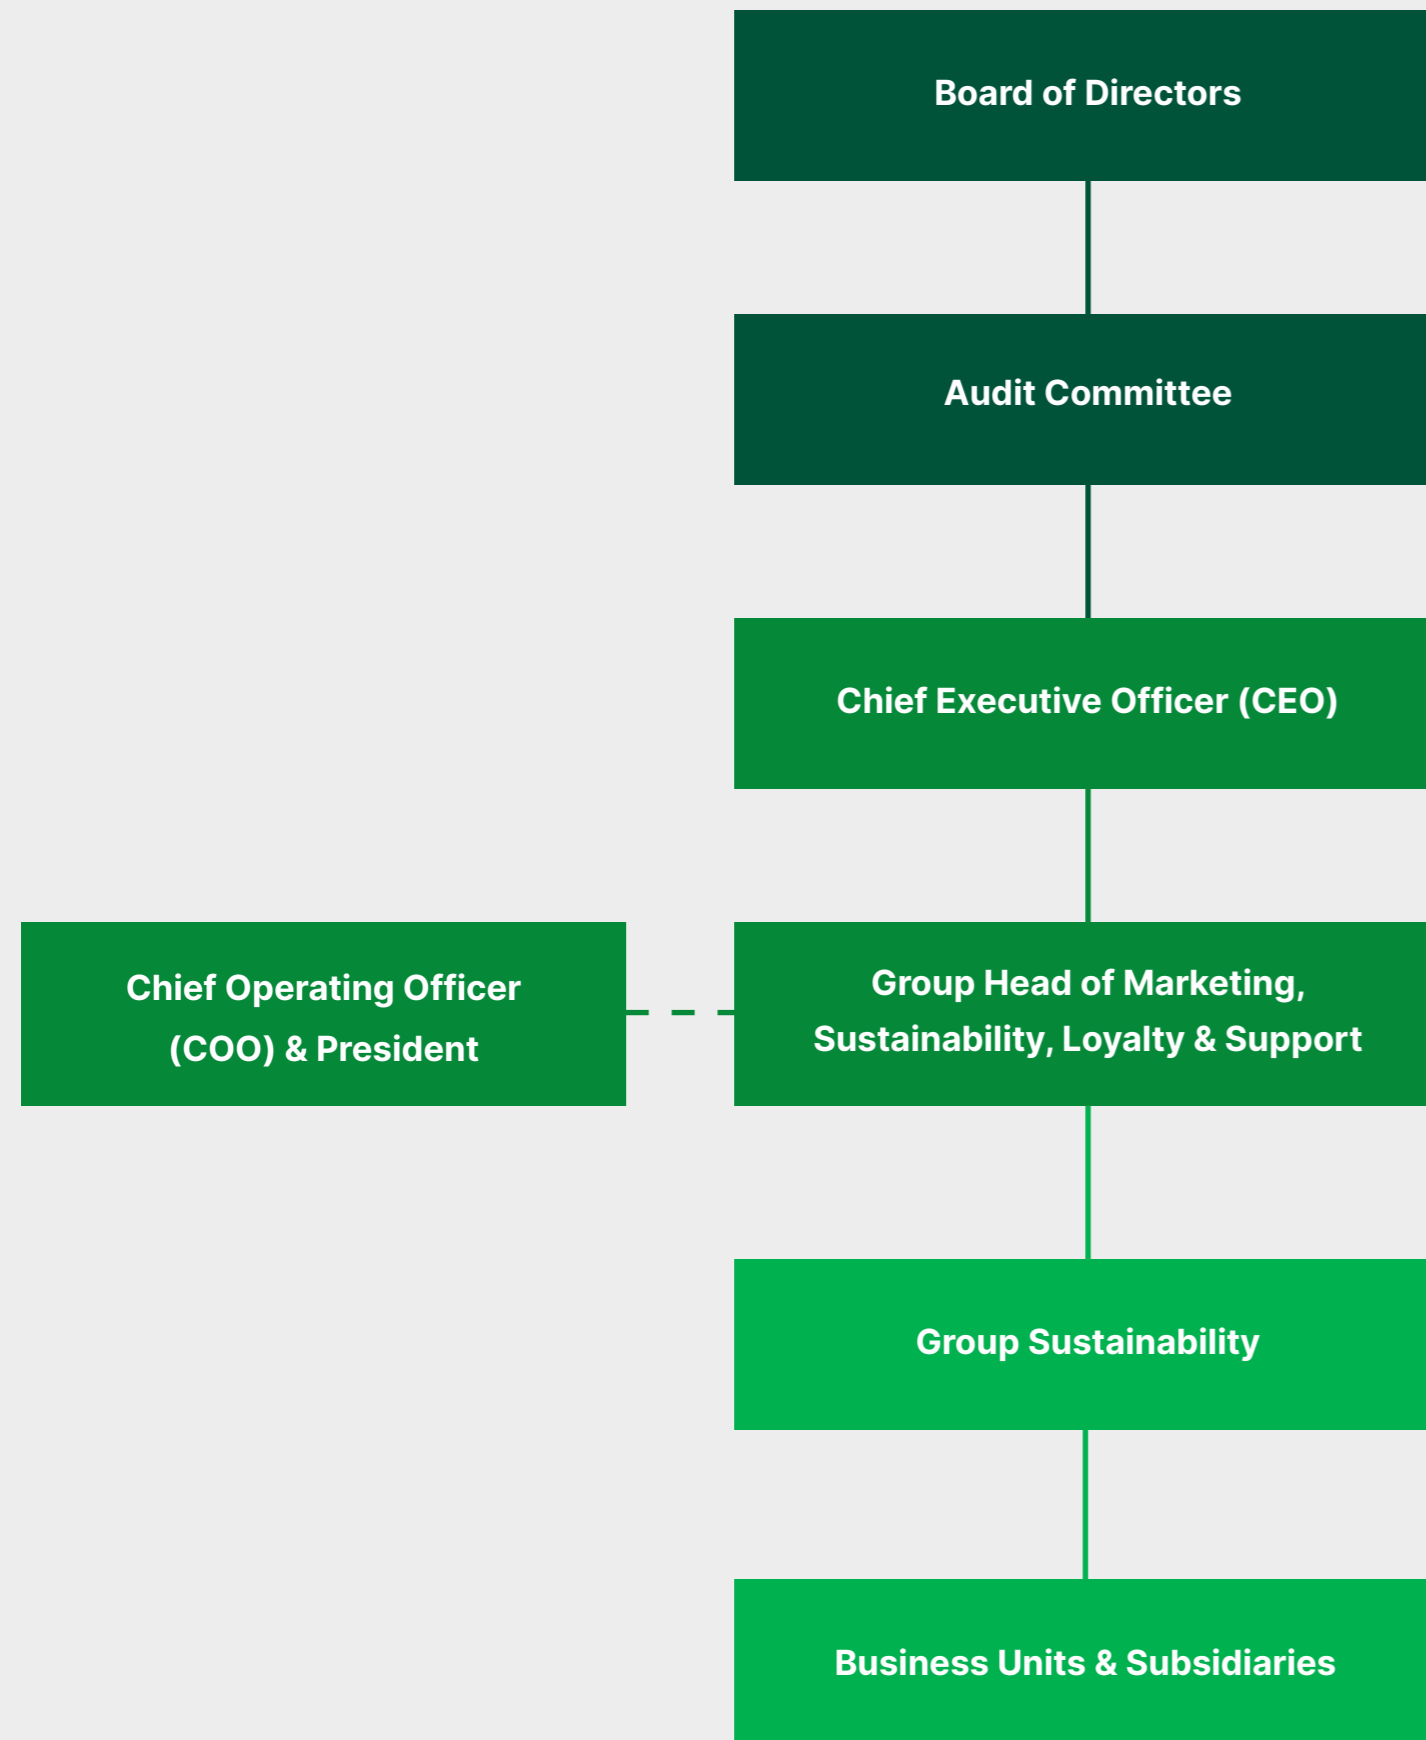 Board of Directors
Audit Committee
Chief Executive Officer (CEO)
Chief Operating Officer
(COO) & President
Group Head of Marketing,
Sustainability, Loyalty & Support
Group Sustainability
Business Units & Subsidiaries